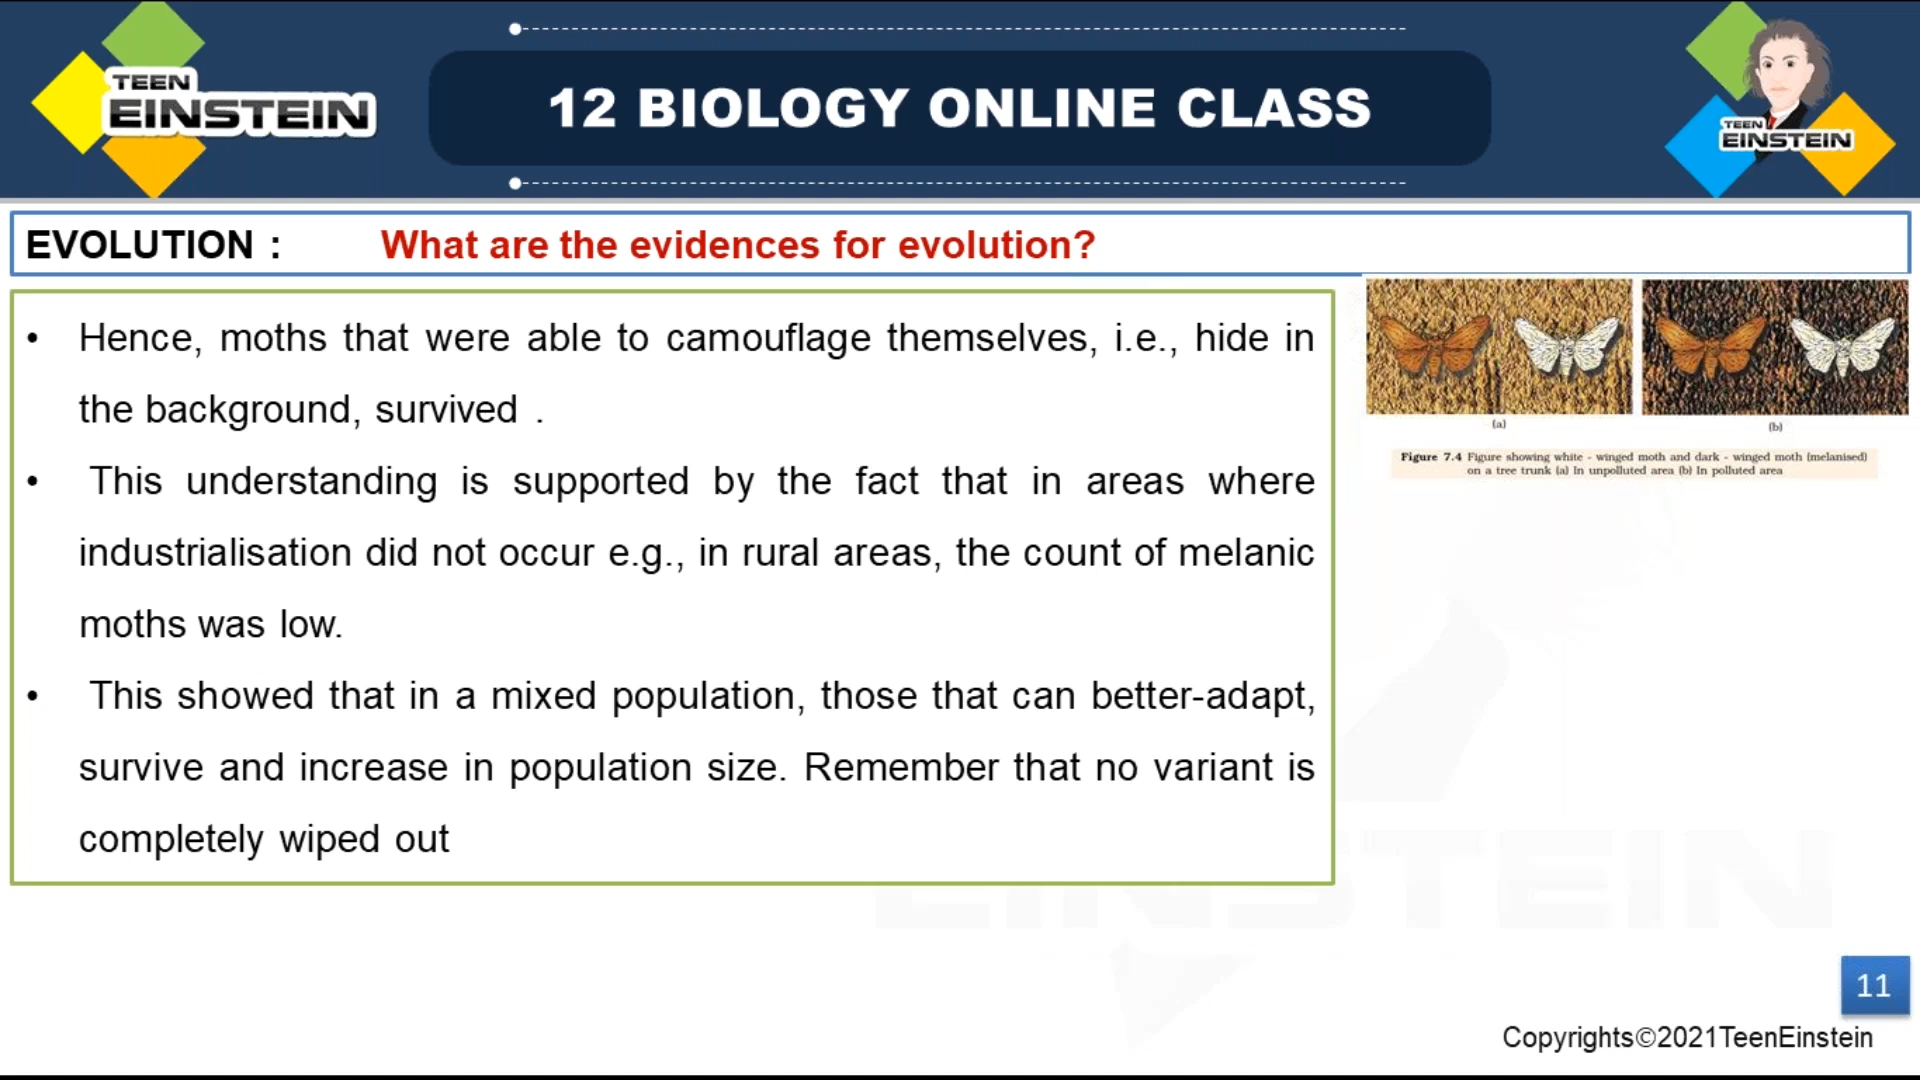 TEEN
EINSTEIN
12 BIOLOGY ONLINE CLASS
TEEN
EINSTEIN
EVOLUTION : What are the evidences for evolution?
• Hence, moths that were able to camouflage themselves, i.e., hide in
the background, survived .
• This understanding is supported by the fact that in areas where
industrialisation did not occur e.g., in rural areas, the count of melanic
moths was low.
• This showed that in a mixed population, those that can better-adapt,
survive and increase in population size. Remember that no variant is
completely wiped out
(a) (b)
Figure 7.4 Figure showing white - winged moth and dark - winged moth (melanised)
on a tree trunk (a) In unpolluted area (b) In polluted area
EINSTEIN
11
Copyrights©2021TeenEinstein